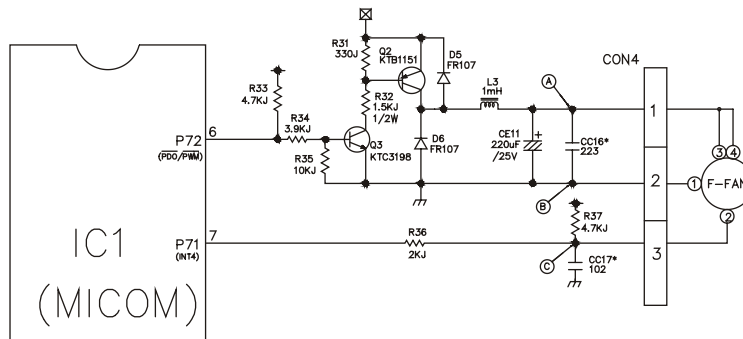 R31
330J
Q2
KTB1151
D5
FR107
CON4
R33
4.7KJ
R32
1.5KJ
1/2W
L3
1mH
A
1
P72
6
(PDO/PWM)
R34
3.9KJ
Q3
KTC3198
D6
FR107
CE11
220uF
/25V
+
CC16*
223
3
4
R35
10KJ
B
2
1
F-FAN
2
R37
4.7KJ
P71
7
(INT4)
R36
2KJ
3
C
CC17*
102
IC1
(MICOM)